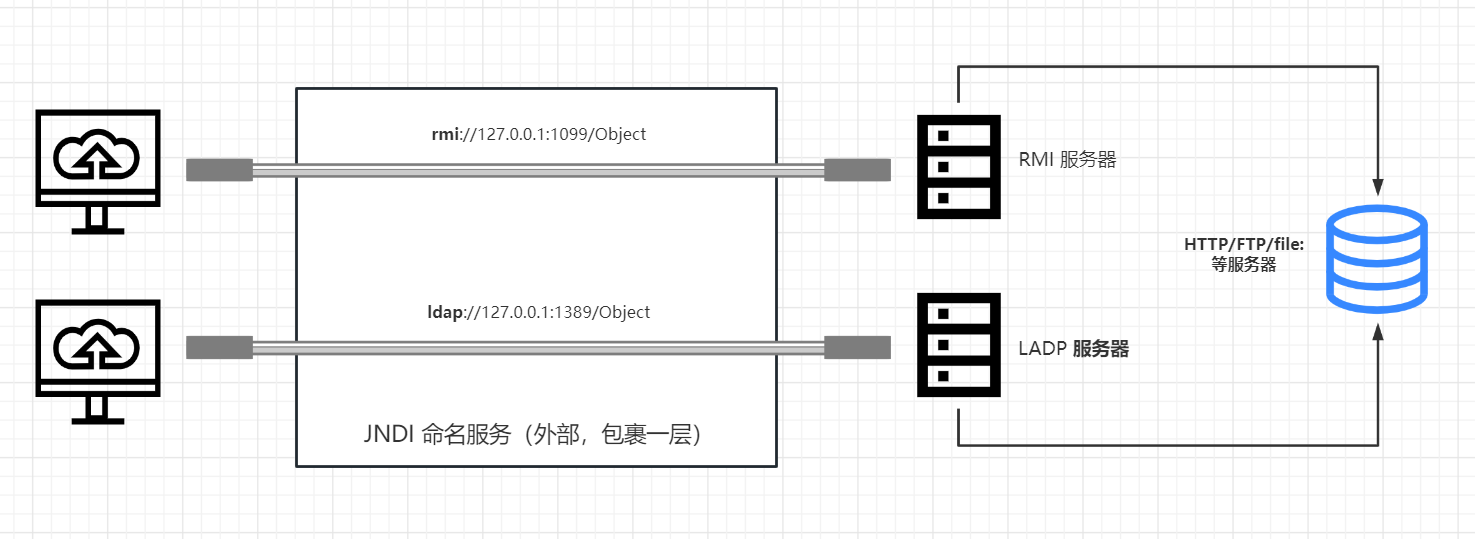 rmi://127.0.0.1:1099/Object
RMI 服务器
HTTP/FTP/file:
等服务器
ldap://127.0.0.1:1389/Object
LADP 服务器
JNDI 命名服务（外部，包裹一层）